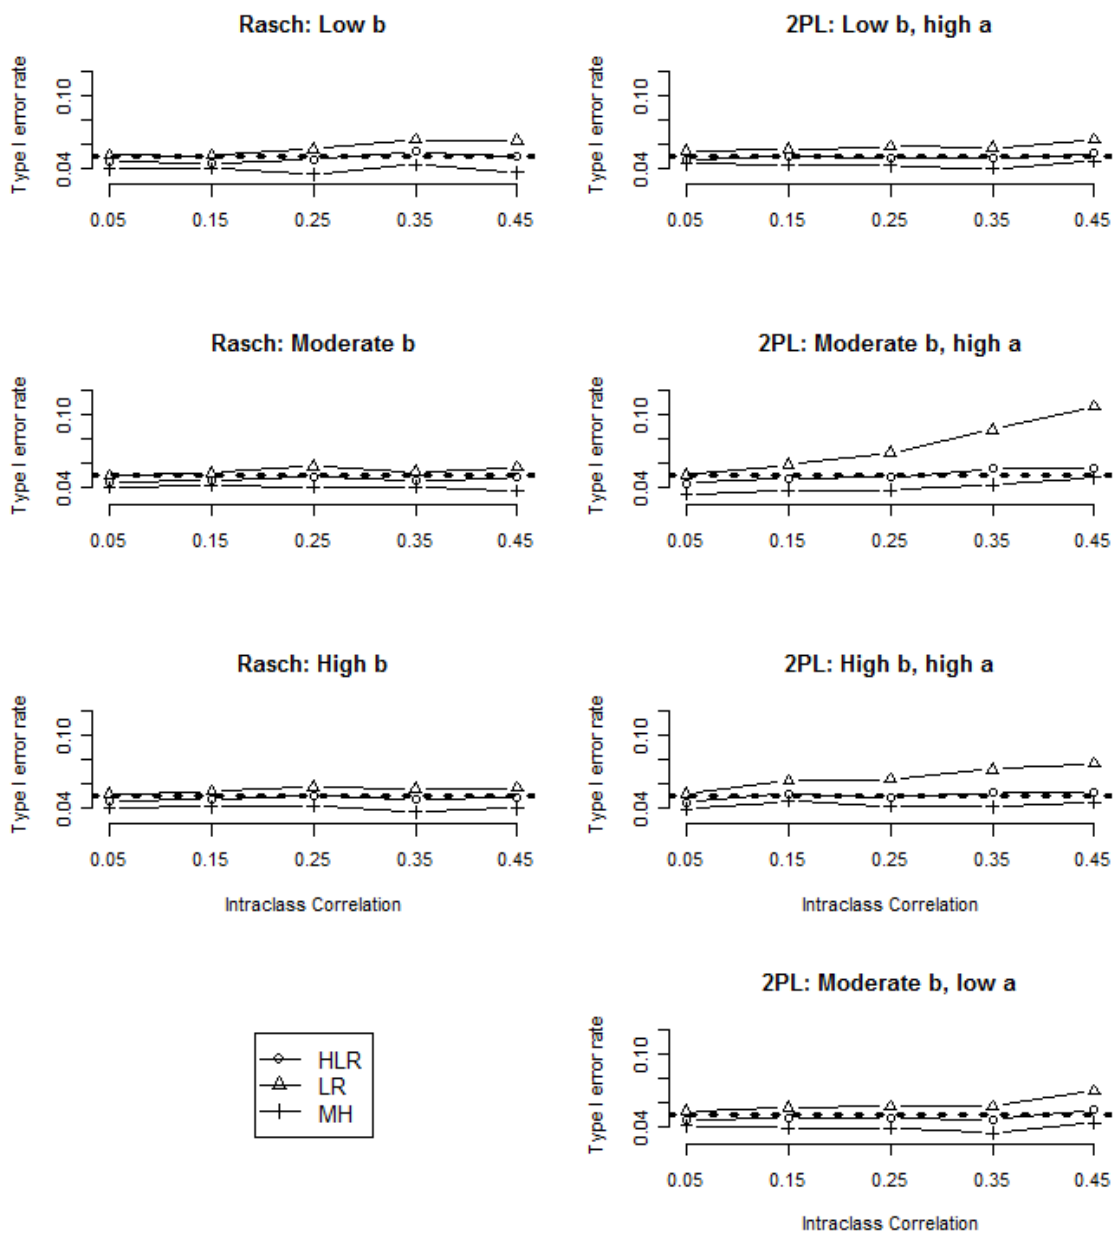 Rasch: Low b
Type I error rate
0.04 0.10
0.05 0.15 0.25 0.35 0.45
2PL: Low b, high a
Type I error rate
0.04 0.10
0.05 0.15 0.25 0.35 0.45
Rasch: Moderate b
Type I error rate
0.04 0.10
0.05 0.15 0.25 0.35 0.45
2PL: Moderate b, high a
Type I error rate
0.04 0.10
0.05 0.15 0.25 0.35 0.45
Rasch: High b
Type I error rate
0.04 0.10
0.05 0.15 0.25 0.35 0.45
Intraclass Correlation
2PL: High b, high a
Type I error rate
0.04 0.10
0.05 0.15 0.25 0.35 0.45
Intraclass Correlation
HLR
LR
MH
2PL: Moderate b, low a
Type I error rate
0.04 0.10
0.05 0.15 0.25 0.35 0.45
Intraclass Correlation